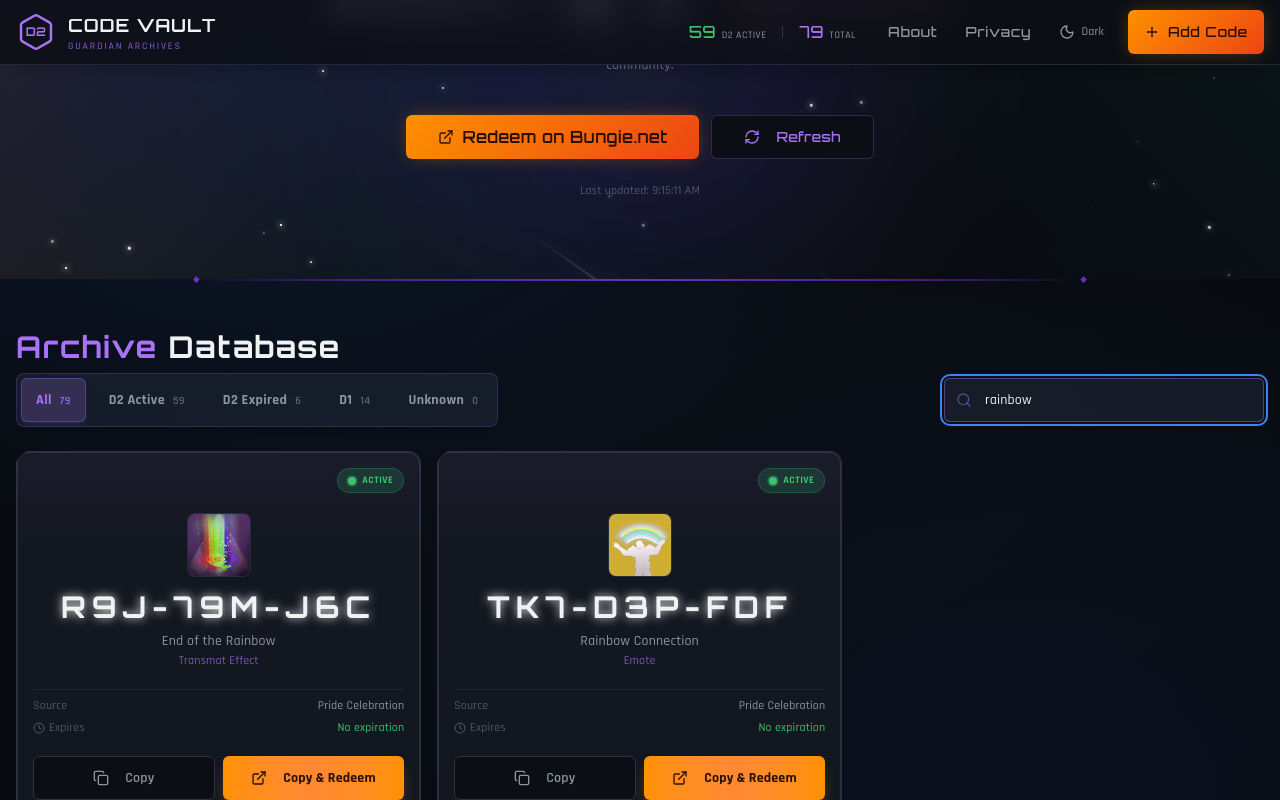 D2
CODE VAULT
GUARDIAN ARCHIVES
59 D2 ACTIVE
79 TOTAL
About
Privacy
Dark
+ Add Code
community.
Redeem on Bungie.net
Refresh
Last updated: 9:15:11 AM
Archive Database
All 79
D2 Active 59
D2 Expired 6
D1 14
Unknown 0
rainbow
ACTIVE
R9J-79M-J6C
End of the Rainbow
Transmat Effect
Source Pride Celebration
Expires No expiration
Copy
Copy & Redeem
ACTIVE
TK7-D3P-FDF
Rainbow Connection
Emote
Source Pride Celebration
Expires No expiration
Copy
Copy & Redeem